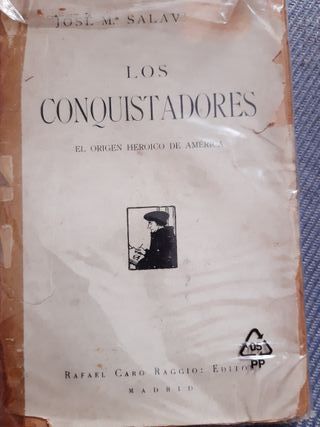 JOSÉ Mª SALAV
LOS
CONQUISTADORES
EL ORIGEN HEROICO DE AMÉRICA
05
PP
RAFAEL CARO RAGGIO: EDITO
MADRID